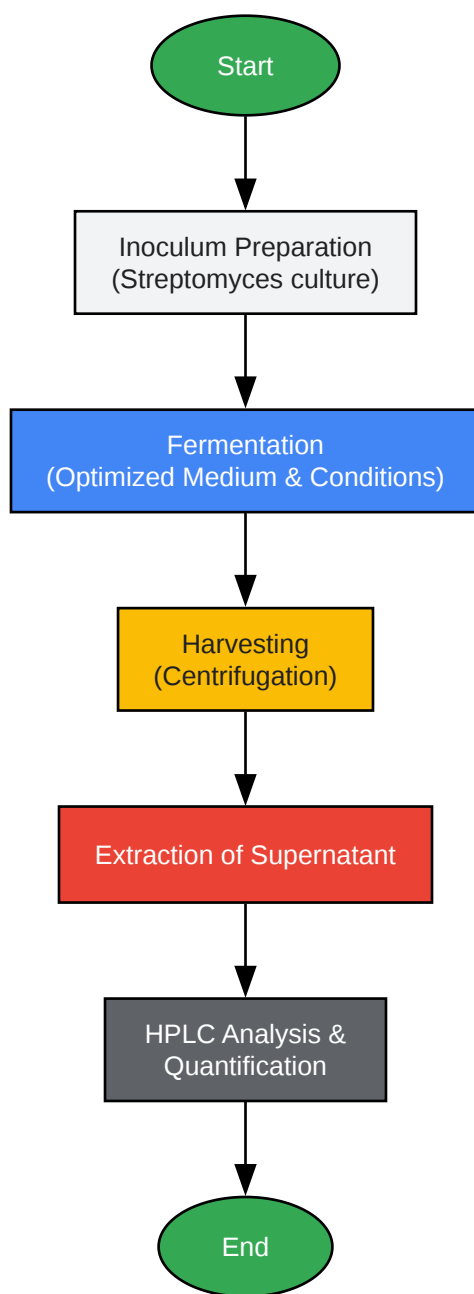 Start
Inoculum Preparation
(Streptomyces culture)
Fermentation
(Optimized Medium & Conditions)
Harvesting
(Centrifugation)
Extraction of Supernatant
HPLC Analysis &
Quantification
End